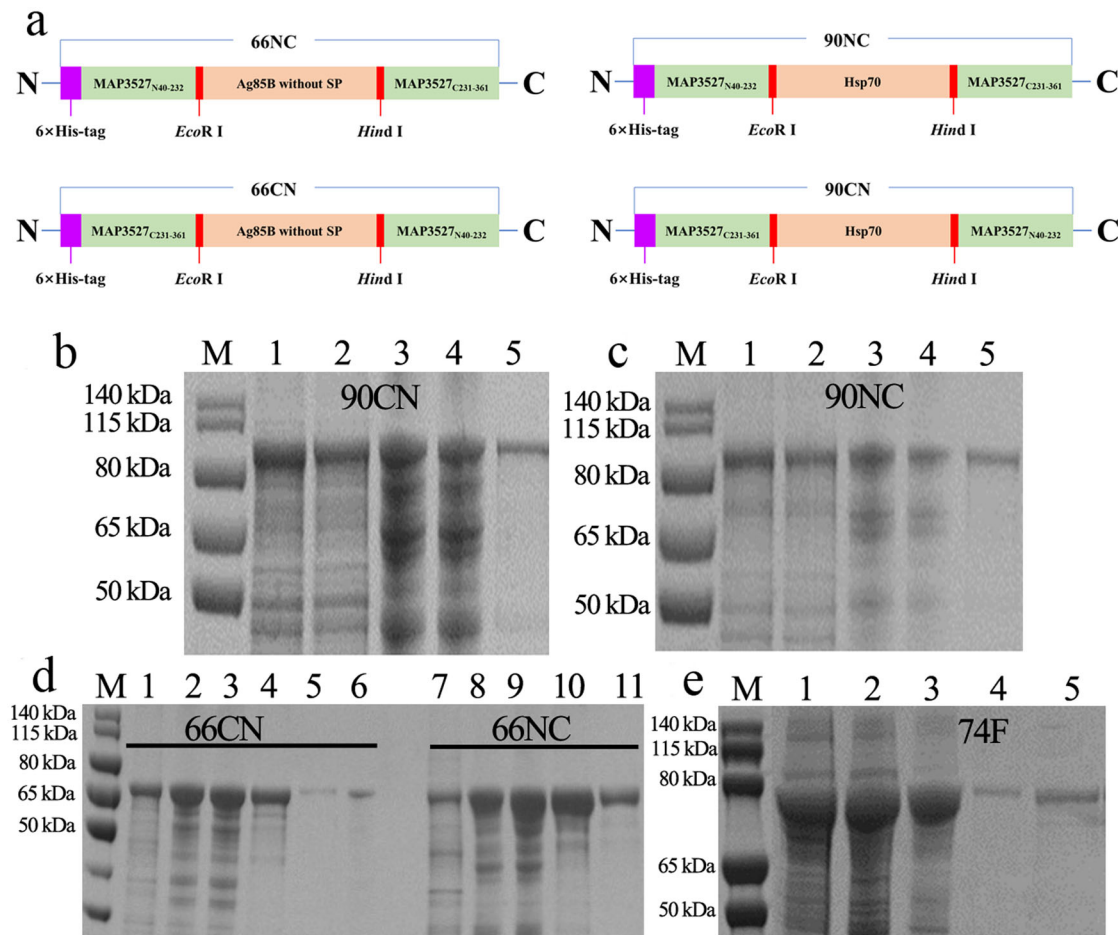 a
66NC
N MAP3527N40-232 Ag85B without SP MAP3527C231-361 C
6×His-tag EcoR I Hind I
90NC
N MAP3527N40-232 Hsp70 MAP3527C231-361 C
6×His-tag EcoR I Hind I
66CN
N MAP3527C231-361 Ag85B without SP MAP3527N40-232 C
6×His-tag EcoR I Hind I
90CN
N MAP3527C231-361 Hsp70 MAP3527N40-232 C
6×His-tag EcoR I Hind I
b
M 1 2 3 4 5
90CN
140 kDa
115 kDa
80 kDa
65 kDa
50 kDa
c
M 1 2 3 4 5
90NC
140 kDa
115 kDa
80 kDa
65 kDa
50 kDa
d
M 1 2 3 4 5 6 7 8 9 10 11
66CN 66NC
140 kDa
115 kDa
80 kDa
65 kDa
50 kDa
e
M 1 2 3 4 5
74F
140 kDa
115 kDa
80 kDa
65 kDa
50 kDa